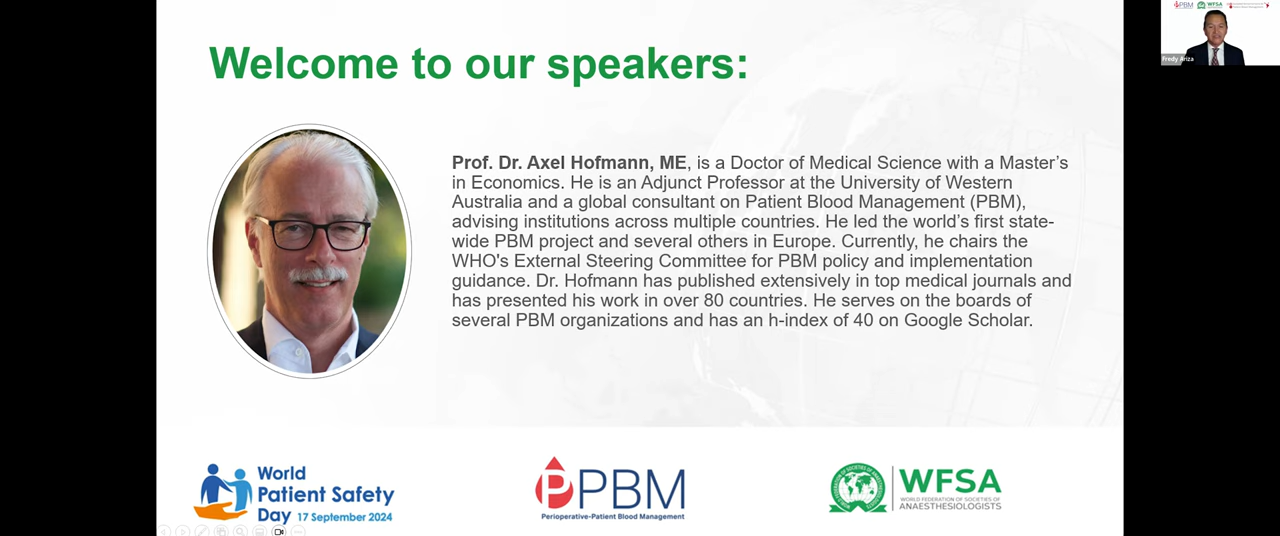 Welcome to our speakers:
Prof. Dr. Axel Hofmann, ME, is a Doctor of Medical Science with a Master’s
in Economics. He is an Adjunct Professor at the University of Western
Australia and a global consultant on Patient Blood Management (PBM),
advising institutions across multiple countries. He led the world’s first state-
wide PBM project and several others in Europe. Currently, he chairs the
WHO's External Steering Committee for PBM policy and implementation
guidance. Dr. Hofmann has published extensively in top medical journals and
has presented his work in over 80 countries. He serves on the boards of
several PBM organizations and has an h-index of 40 on Google Scholar.
World
Patient Safety
Day 17 September 2024
PPBM
Perioperative-Patient Blood Management
WFSA
WORLD FEDERATION OF SOCIETIES OF
ANAESTHESIOLOGISTS
PBM
WFSA
Fredy Ariza